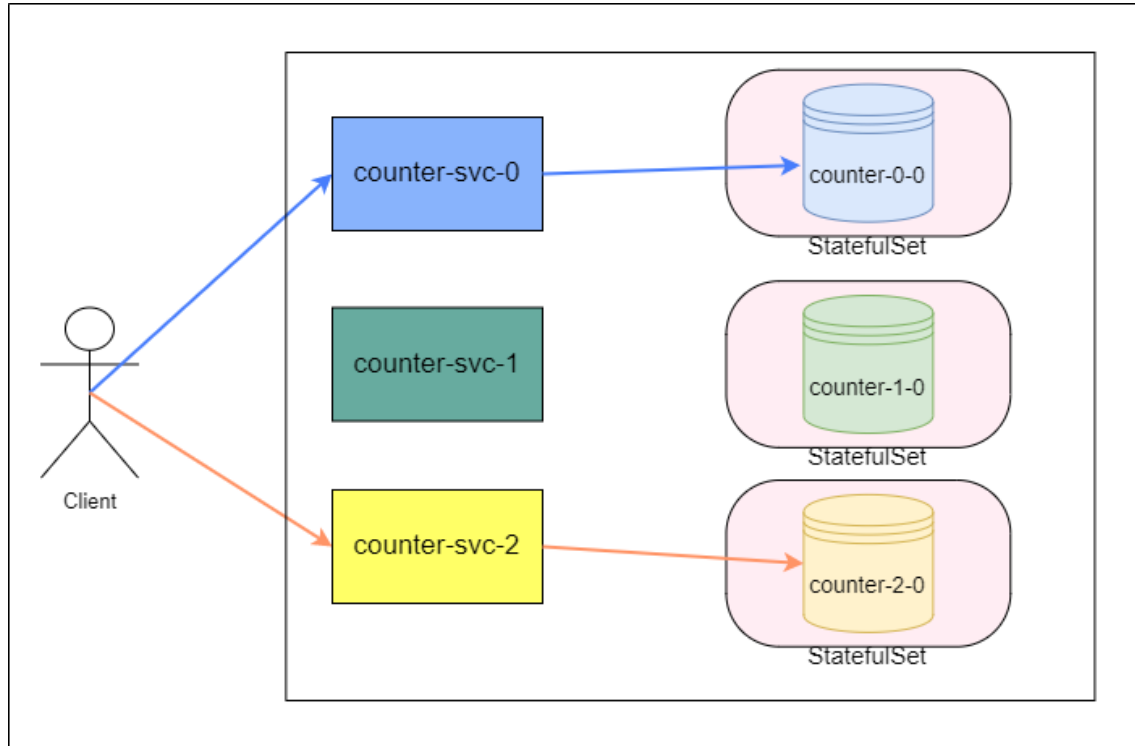 counter-svc-0
counter-0-0
StatefulSet
counter-svc-1
counter-1-0
StatefulSet
Client
counter-svc-2
counter-2-0
StatefulSet